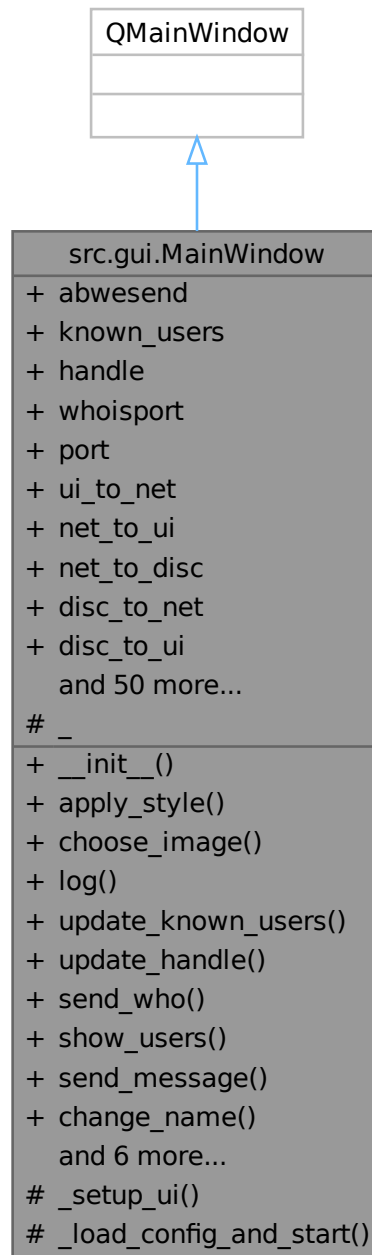 QMainWindow
src.gui.MainWindow
+ abwesend
+ known_users
+ handle
+ whoisport
+ port
+ ui_to_net
+ net_to_ui
+ net_to_disc
+ disc_to_net
+ disc_to_ui
and 50 more...
# _
+ __init__()
+ apply_style()
+ choose_image()
+ log()
+ update_known_users()
+ update_handle()
+ send_who()
+ show_users()
+ send_message()
+ change_name()
and 6 more...
# _setup_ui()
# _load_config_and_start()